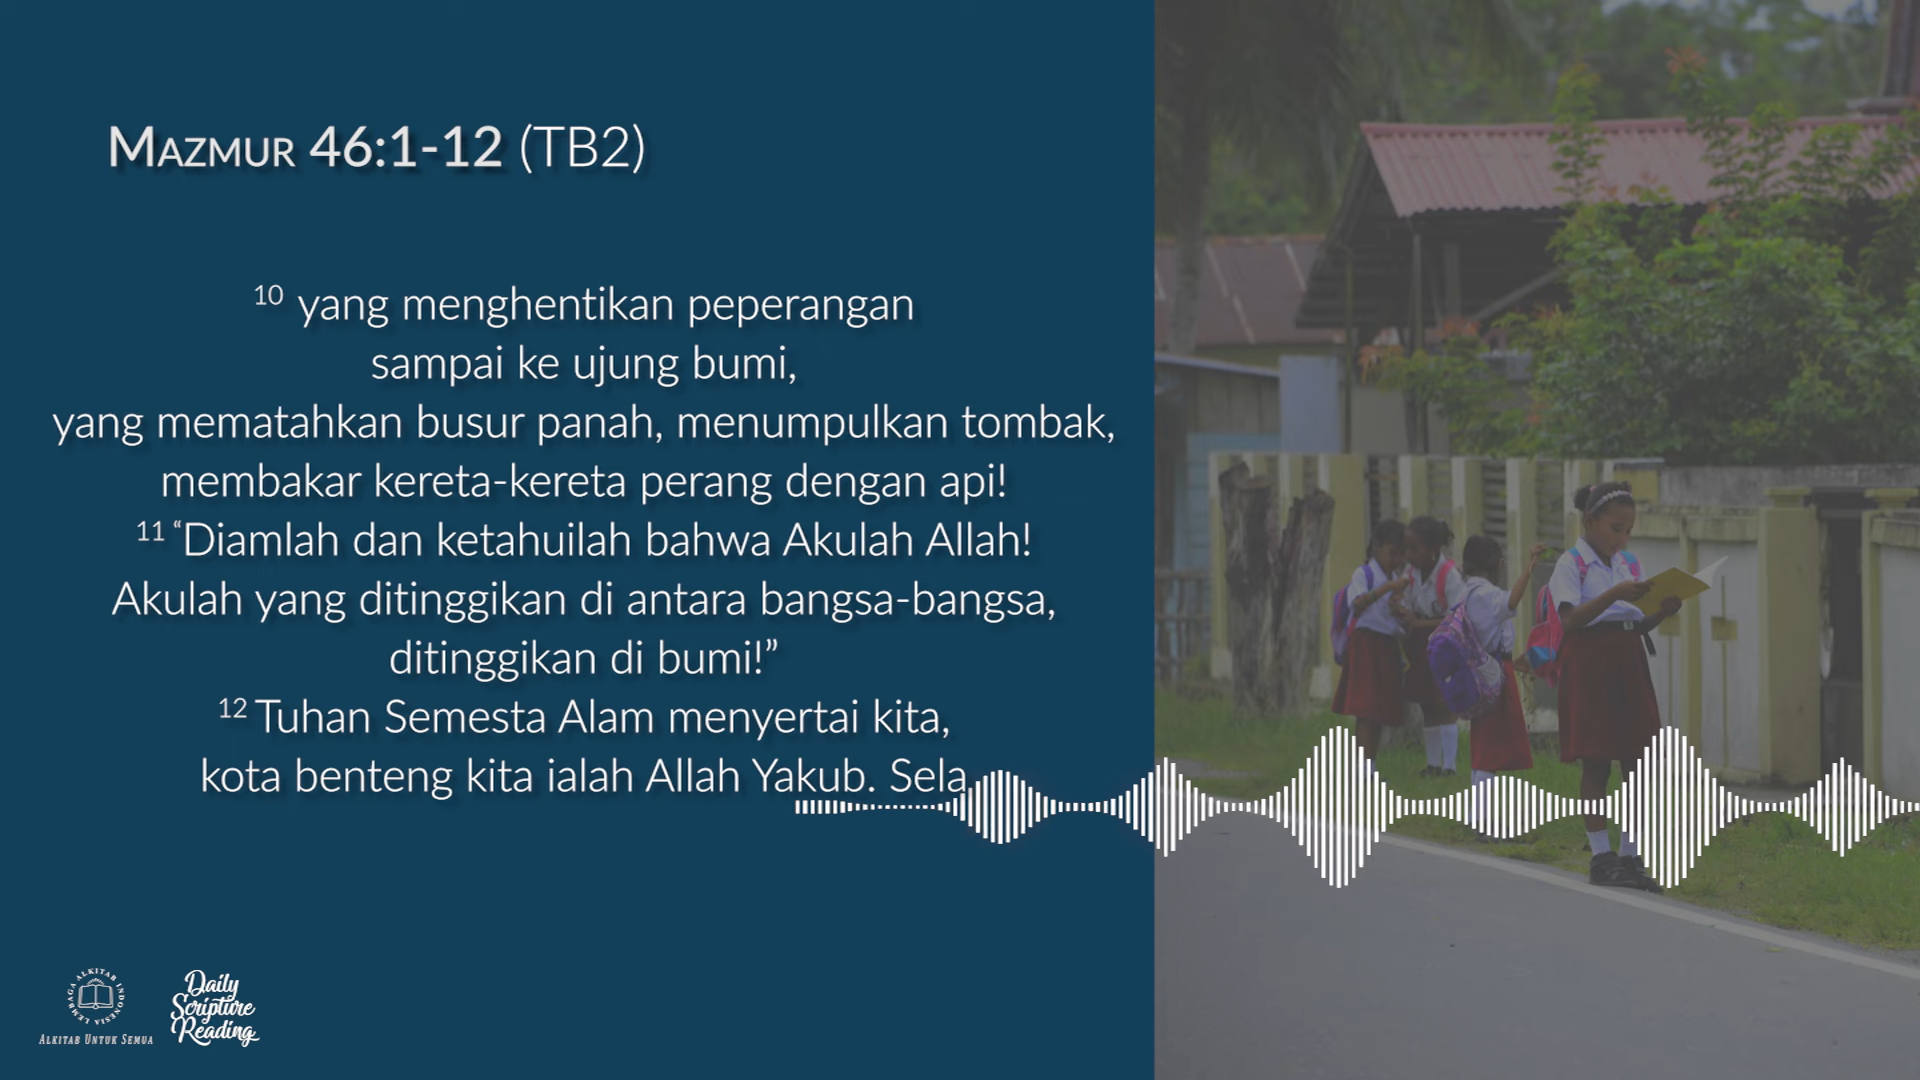 Mazmur 46:1-12 (TB2)
10 yang menghentikan peperangan
sampai ke ujung bumi,
yang mematahkan busur panah, menumpulkan tombak,
membakar kereta-kereta perang dengan api!
11 “Diamlah dan ketahuilah bahwa Akulah Allah!
Akulah yang ditinggikan di antara bangsa-bangsa,
ditinggikan di bumi!”
12 Tuhan Semesta Alam menyertai kita,
kota benteng kita ialah Allah Yakub. Sela
LEMBAGA ALKITAB INDONESIA
Alkitab Untuk Semua
Daily
Scripture
Reading